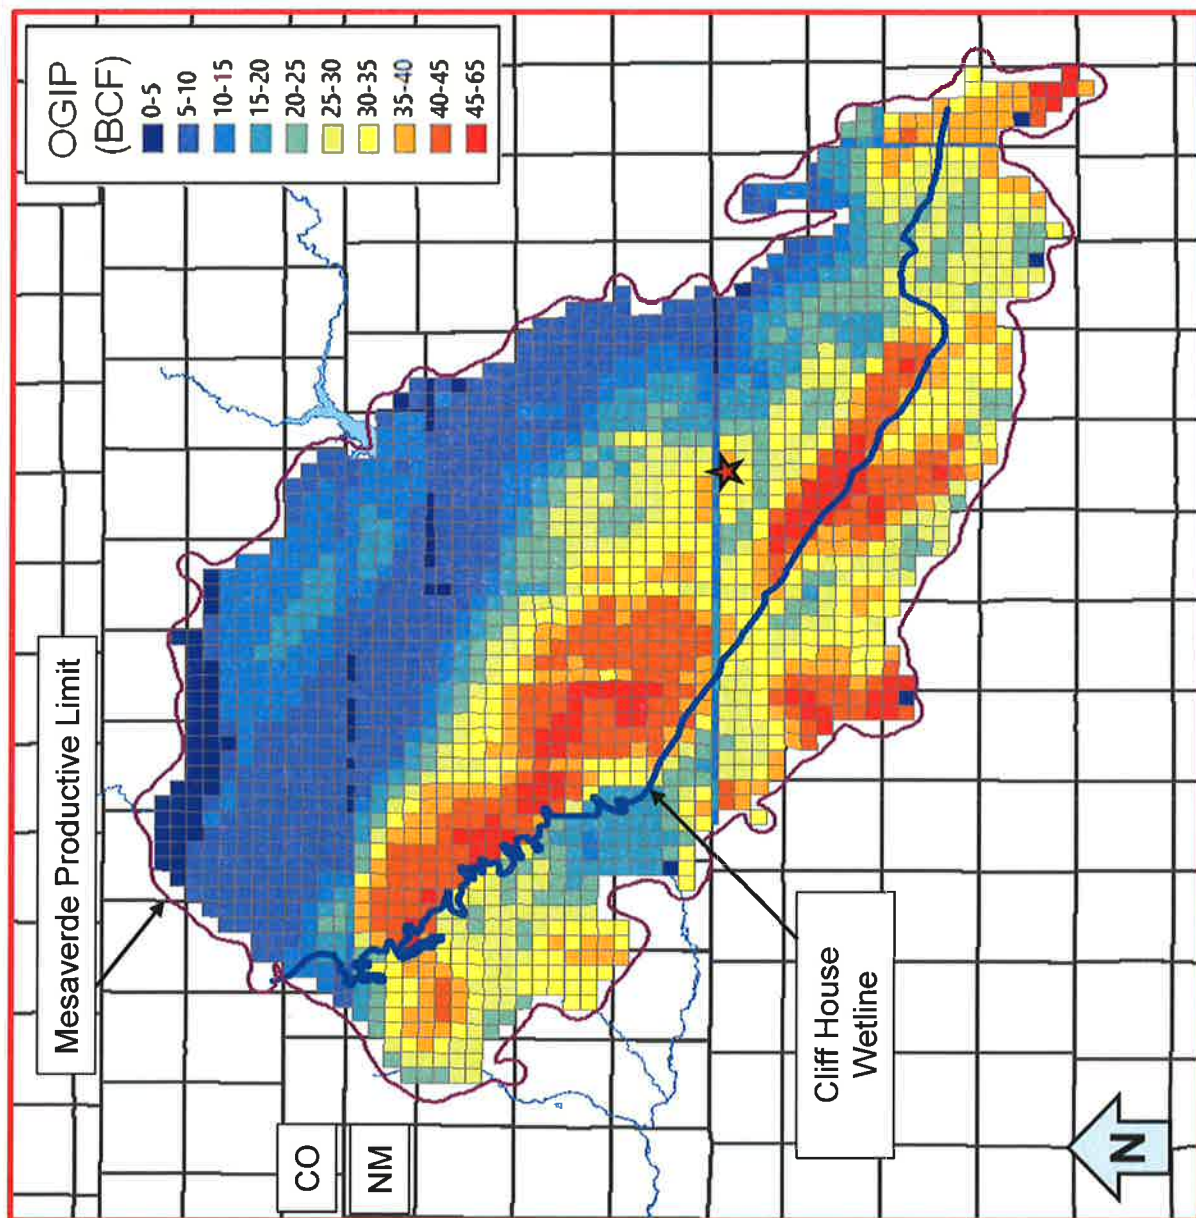 OGIP
(BCF)
0-5
5-10
10-15
15-20
20-25
25-30
30-35
35-40
40-45
45-65
Mesaverde Productive Limit
CO
NM
Cliff House
Wetline
N